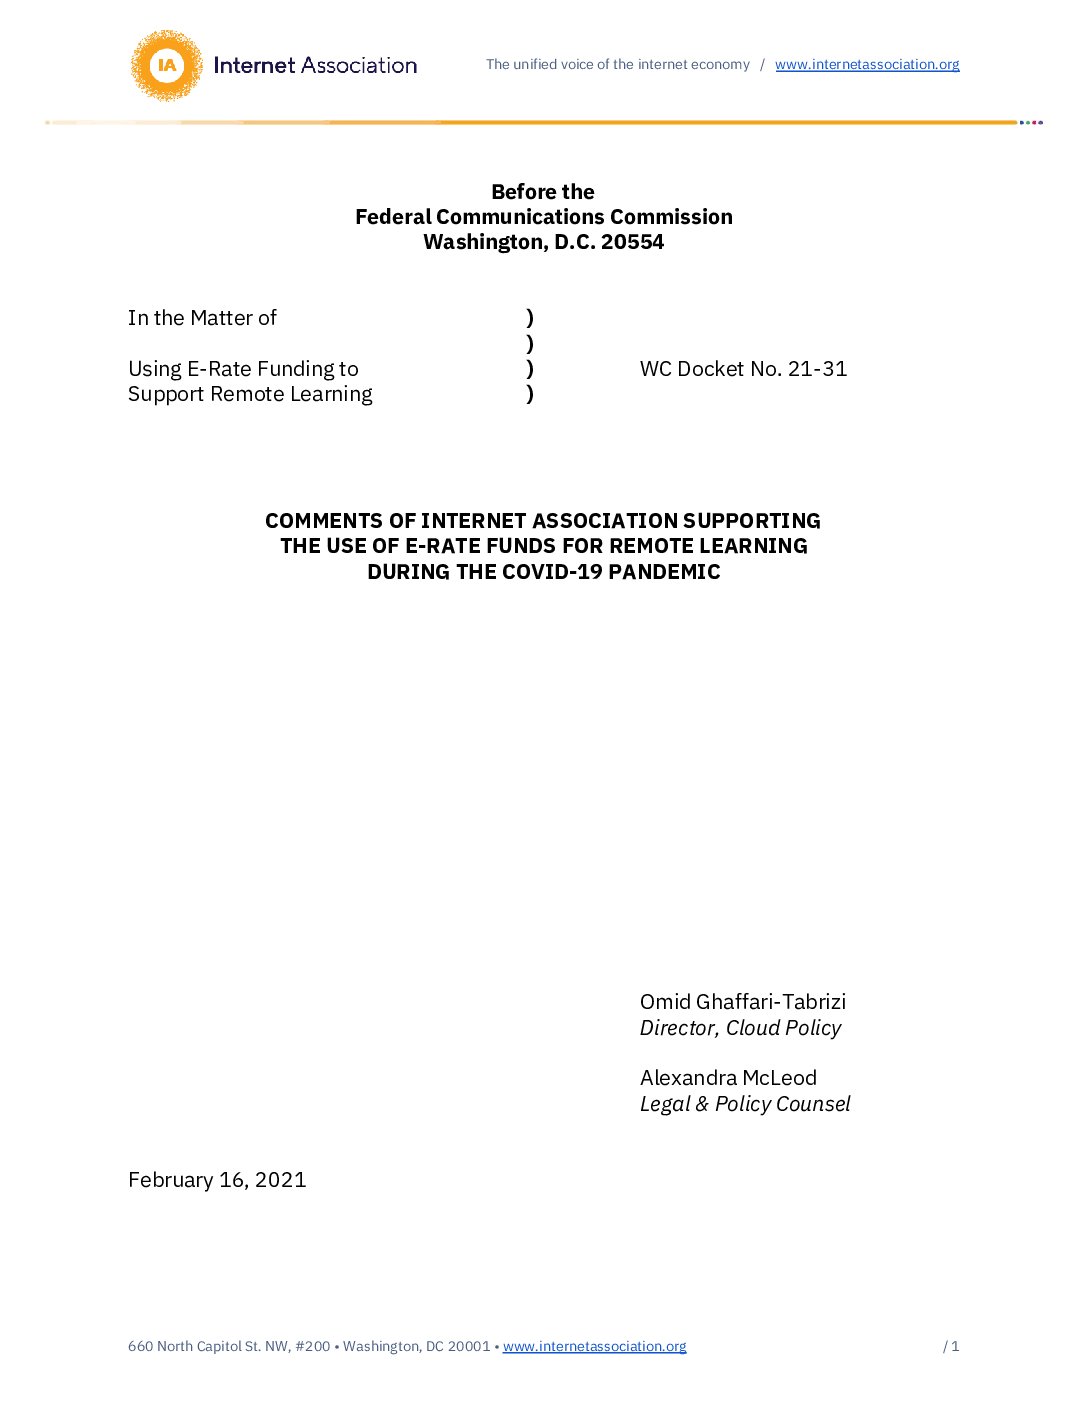 IA Internet Association
The unified voice of the internet economy / www.internetassociation.org
Before the
Federal Communications Commission
Washington, D.C. 20554
In the Matter of )
)
Using E-Rate Funding to ) WC Docket No. 21-31
Support Remote Learning )
COMMENTS OF INTERNET ASSOCIATION SUPPORTING
THE USE OF E-RATE FUNDS FOR REMOTE LEARNING
DURING THE COVID-19 PANDEMIC
Omid Ghaffari-Tabrizi
Director, Cloud Policy
Alexandra McLeod
Legal & Policy Counsel
February 16, 2021
660 North Capitol St. NW, #200 • Washington, DC 20001 • www.internetassociation.org / 1